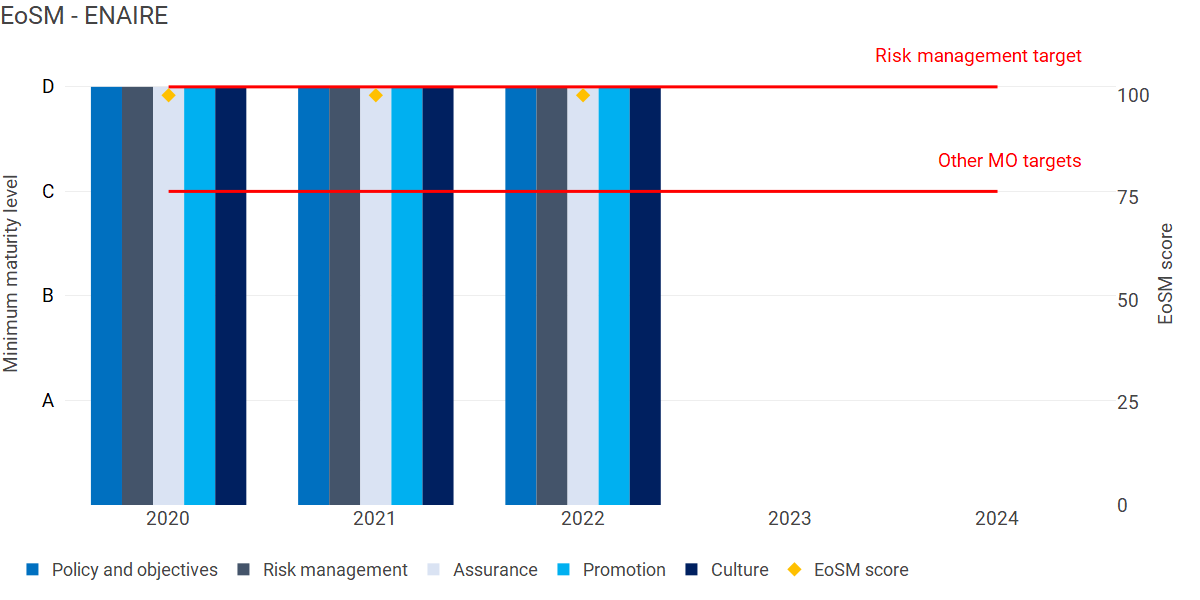 EoSM - ENAIRE
Risk management target
Other MO targets
Minimum maturity level
D
C
B
A
100
75
50
25
0
EoSM score
2020 2021 2022 2023 2024
Policy and objectives Risk management Assurance Promotion Culture EoSM score